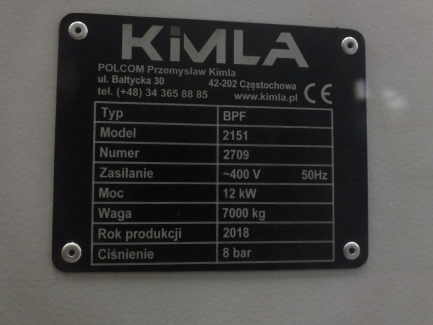 KiMLA
POLCOM Przemysław Kimla
ul. Bałtycka 30 42-202 Częstochowa
tel. (+48) 34 365 88 85 www.kimla.pl CE
Typ BPF
Model 2151
Numer 2709
Zasilanie ~400 V 50Hz
Moc 12 kW
Waga 7000 kg
Rok produkcji 2018
Ciśnienie 8 bar